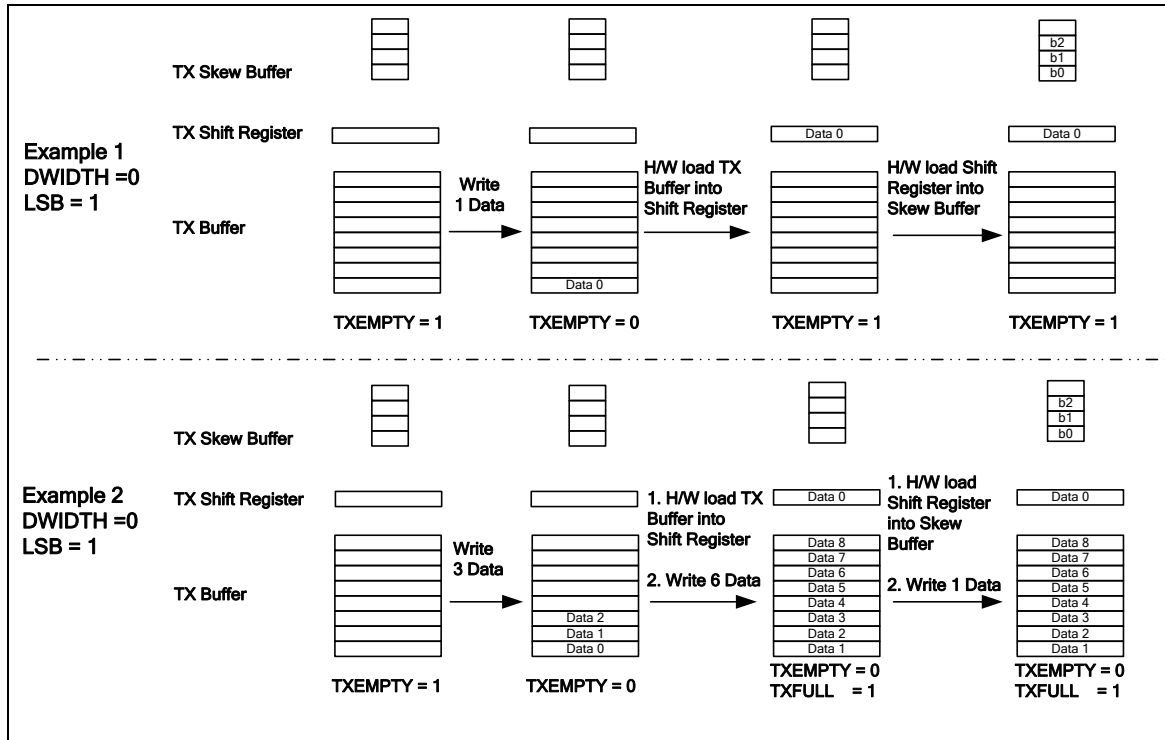 b2
b1
b0
TX Skew Buffer
TX Shift Register
Data 0
Data 0
Example 1
DWIDTH =0
LSB = 1
Write
1 Data
H/W load TX
Buffer into
Shift Register
H/W load Shift
Register into
Skew Buffer
TX Buffer
Data 0
TXEMPTY = 1
TXEMPTY = 0
TXEMPTY = 1
TXEMPTY = 1
b2
b1
b0
TX Skew Buffer
Example 2
DWIDTH =0
LSB = 1
TX Shift Register
Data 0
Data 0
Write
3 Data
1. H/W load TX
Buffer into
Shift Register
2. Write 6 Data
1. H/W load
Shift Register
into Skew
Buffer
2. Write 1 Data
TX Buffer
Data 2
Data 1
Data 0
Data 8
Data 7
Data 6
Data 5
Data 4
Data 3
Data 2
Data 1
Data 8
Data 7
Data 6
Data 5
Data 4
Data 3
Data 2
Data 1
TXEMPTY = 1
TXEMPTY = 0
TXEMPTY = 0
TXFULL = 1
TXEMPTY = 0
TXFULL = 1